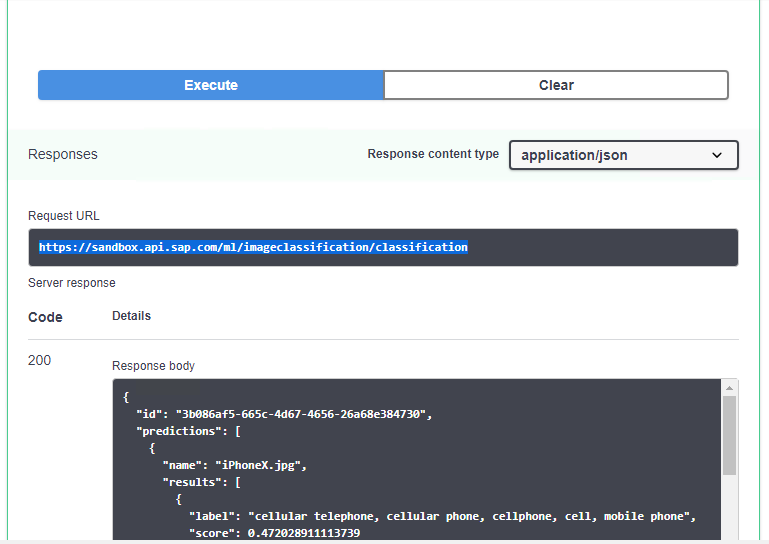 Execute
Clear
Responses
Response content type
application/json
Request URL
https://sandbox.api.sap.com/ml/imageclassification/classification
Server response
Code
Details
200
Response body
{
"id": "3b086af5-665c-4d67-4656-26a68e384730",
"predictions": [
{
"name": "iPhoneX.jpg",
"results": [
{
"label": "cellular telephone, cellular phone, cellphone, cell, mobile phone",
"score": 0.472028911113739